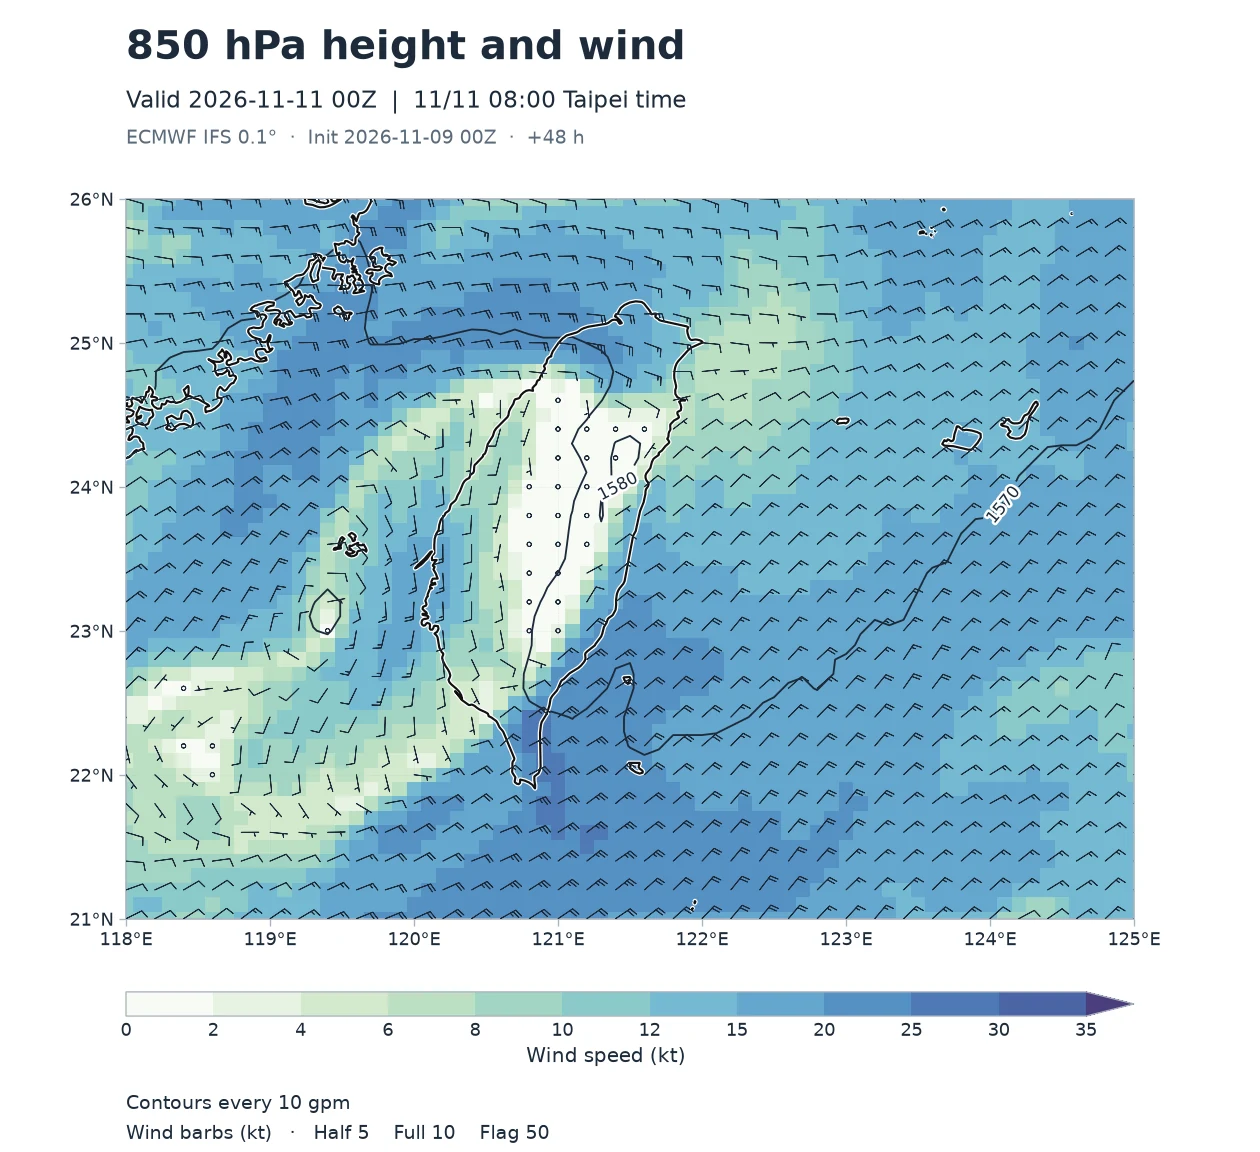 850 hPa height and wind
Valid 2026-11-11 00Z | 11/11 08:00 Taipei time
ECMWF IFS 0.1° · Init 2026-11-09 00Z · +48 h
26°N
25°N
24°N
23°N
22°N
21°N
1580
1570
118°E 119°E 120°E 121°E 122°E 123°E 124°E 125°E
0 2 4 6 8 10 12 15 20 25 30 35
Wind speed (kt)
Contours every 10 gpm
Wind barbs (kt) · Half 5 Full 10 Flag 50